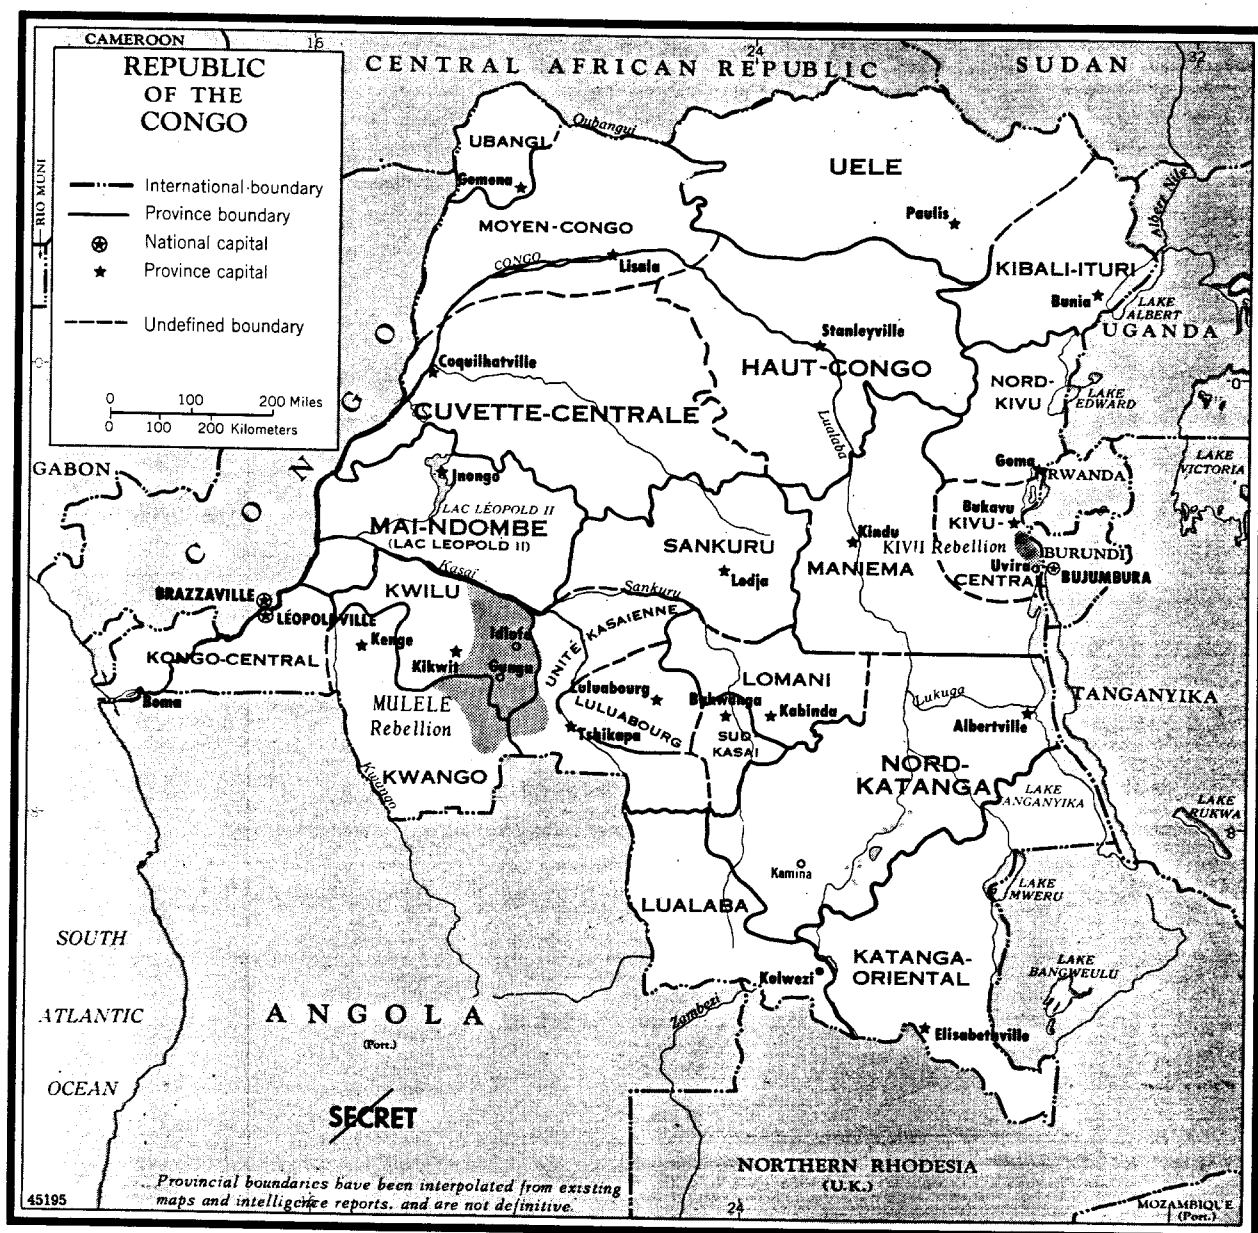 CAMEROON
16
24
32
REPUBLIC
OF THE
CONGO
International boundary
Province boundary
National capital
Province capital
Undefined boundary
0 100 200 Miles
0 100 200 Kilometers
CENTRAL AFRICAN REPUBLIC
SUDAN
RIO MUNI
Oubangui
UBANGI
Gemena
UELE
Paulis
Albert Nile
MOYEN-CONGO
CONGO
Lisala
KIBALI-ITURI
Bunia
LAKE
ALBERT
UGANDA
Stanleyville
HAUT-CONGO
Coquilhatville
CUVETTE-CENTRALE
Lualaba
NORD-
KIVU
LAKE
EDWARD
0
GABON
CONGO
Inongo
LAC LÉOPOLD II
MAI-NDOMBE
(LAC LEOPOLD II)
Goma
RWANDA
LAKE
VICTORIA
Bukavu
KIVU-
CENTRAL
KIVU Rebellion
Kindu
MANIEMA
SANKURU
Lodja
Uvira
BURUNDI
BUJUMBURA
Kasai
Sankuru
KWILU
BRAZZAVILLE
LÉOPOLDVILLE
KONGO-CENTRAL
Boma
Kenge
Kikwit
Idiofa
Gungu
UNITÉ
KASAIENNE
MULELE
Rebellion
Luluabourg
LULUABOURG
Tshikapa
Bakwanga
SUD
KASAI
LOMANI
Kabinda
Lukuga
Albertville
TANGANYIKA
KWANGO
Kwango
NORD-
KATANGA
LAKE
TANGANYIKA
LAKE
RUKWA
8
8
Kamina
LUALABA
LAKE
MWERU
KATANGA-
ORIENTAL
LAKE
BANGWEULU
Kolwezi
Zambezi
Elisabethville
SOUTH
ATLANTIC
OCEAN
ANGOLA
(Port.)
SECRET
NORTHERN RHODESIA
(U.K.)
Provincial boundaries have been interpolated from existing
maps and intelligence reports. and are not definitive.
45195
24
MOZAMBIQUE
(Port.)